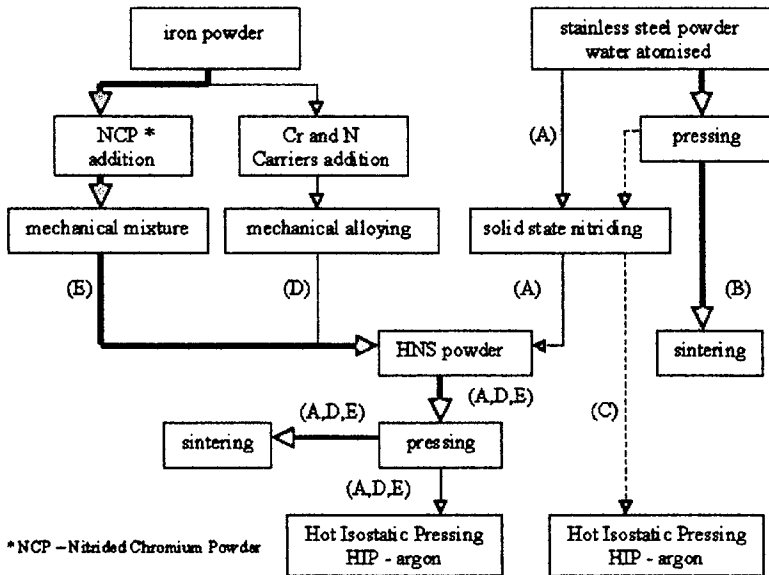 iron powder
stainless steel powder
water atomised
NCP *
addition
Cr and N
Carriers addition
(A)
pressing
mechanical mixture
mechanical alloying
solid state nitriding
(E)
(D)
(A)
(B)
HNS powder
sintering
(A,D,E)
(A,D,E)
(C)
sintering
pressing
(A,D,E)
Hot Isostatic Pressing
HIP - argon
Hot Isostatic Pressing
HIP - argon
*NCP – Nitrided Chromium Powder